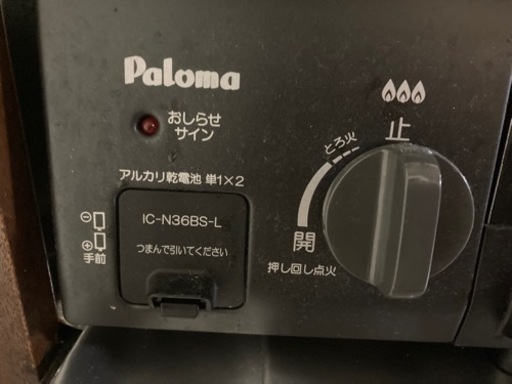 Paloma
おしらせ
サイン
アルカリ乾電池 単1×2
IC-N36BS-L
つまんで引いてください
⊖
⊕
手前
止
とろ火
開
押し回し点火